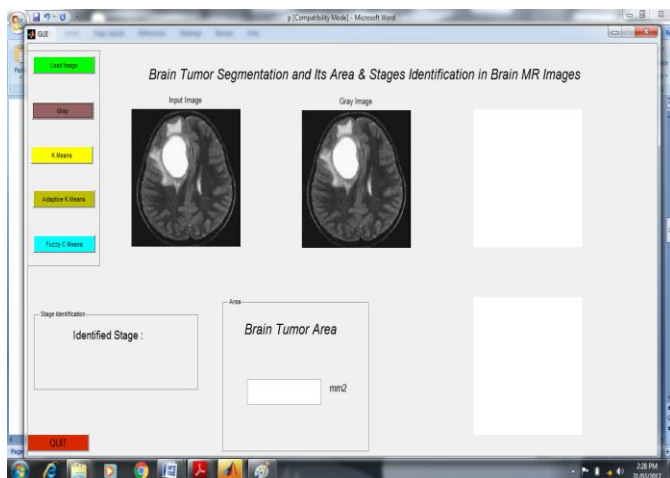 p [Compatibility Mode] - Microsoft Word
GUI
Load Image
Brain Tumor Segmentation and Its Area & Stages Identification in Brain MR Images
Input Image
Gray Image
Gray
K Means
Adaptive K Means
Fuzzy C Means
Stage Identification
Identified Stage :
Area
Brain Tumor Area
mm2
QUIT
2:28 PM